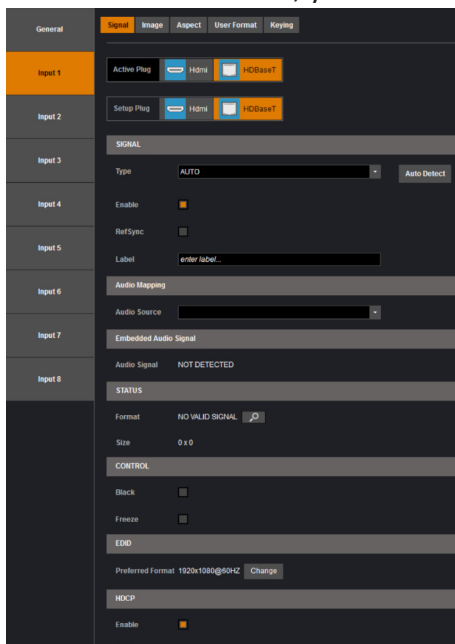 General
Input 1
Input 2
Input 3
Input 4
Input 5
Input 6
Input 7
Input 8
Signal Image Aspect User Format Keying
Active Plug Hdmi HDBaseT
Setup Plug Hdmi HDBaseT
SIGNAL
Type AUTO Auto Detect
Enable
RefSync
Label enter label...
Audio Mapping
Audio Source
Embedded Audio Signal
Audio Signal NOT DETECTED
STATUS
Format NO VALID SIGNAL
Size 0 x 0
CONTROL
Black
Freeze
EDID
Preferred Format 1920x1080@60HZ Change
HDCP
Enable